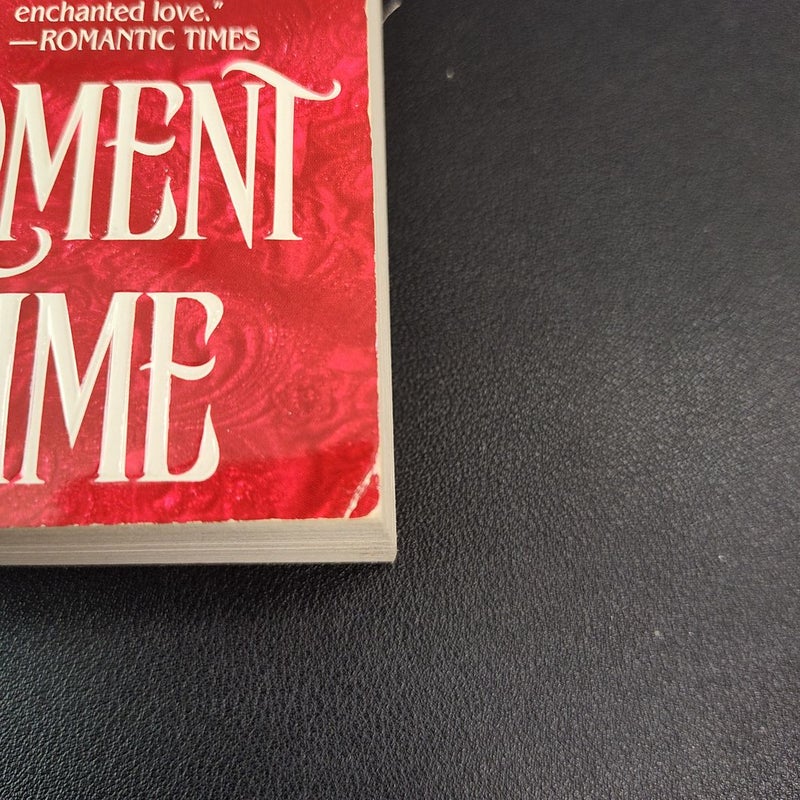 enchanted love."
—ROMANTIC TIMES
OMENT
IME